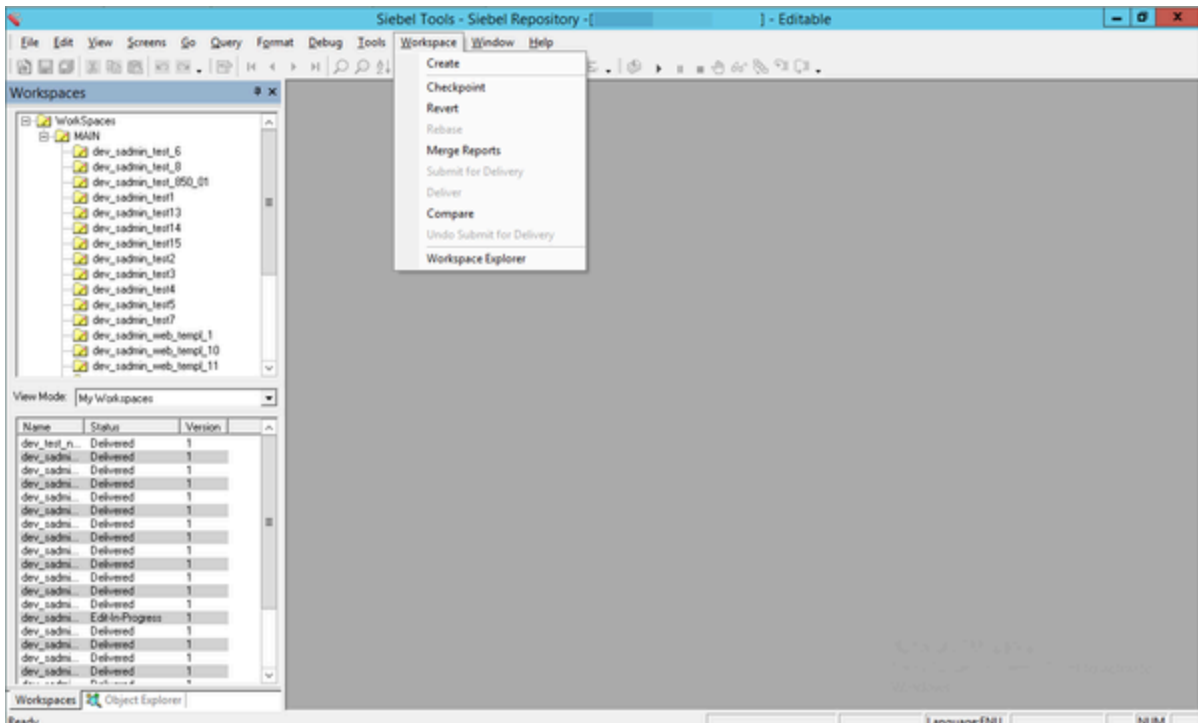 Siebel Tools - Siebel Repository -[ ] - Editable
File Edit View Screens Go Query Format Debug Tools Workspace Window Help
Workspaces
Create
Checkpoint
Revert
Rebase
Merge Reports
Submit for Delivery
Deliver
Compare
Undo Submit for Delivery
Workspace Explorer
WorkSpaces
MAIN
dev_sadmin_test_6
dev_sadmin_test_8
dev_sadmin_test_850_01
dev_sadmin_test1
dev_sadmin_test13
dev_sadmin_test14
dev_sadmin_test15
dev_sadmin_test2
dev_sadmin_test3
dev_sadmin_test4
dev_sadmin_test5
dev_sadmin_test7
dev_sadmin_web_templ_1
dev_sadmin_web_templ_10
dev_sadmin_web_templ_11
View Mode: My Workspaces
Name Status Version
dev_test_n... Delivered 1
dev_sadmi... Delivered 1
dev_sadmi... Delivered 1
dev_sadmi... Delivered 1
dev_sadmi... Delivered 1
dev_sadmi... Delivered 1
dev_sadmi... Delivered 1
dev_sadmi... Delivered 1
dev_sadmi... Delivered 1
dev_sadmi... Delivered 1
dev_sadmi... Delivered 1
dev_sadmi... Delivered 1
dev_sadmi... Delivered 1
dev_sadmi... Edit-In-Progress 1
dev_sadmi... Delivered 1
dev_sadmi... Delivered 1
dev_sadmi... Delivered 1
dev_sadmi... Delivered 1
Workspaces Object Explorer
Ready Language:ENU NUM